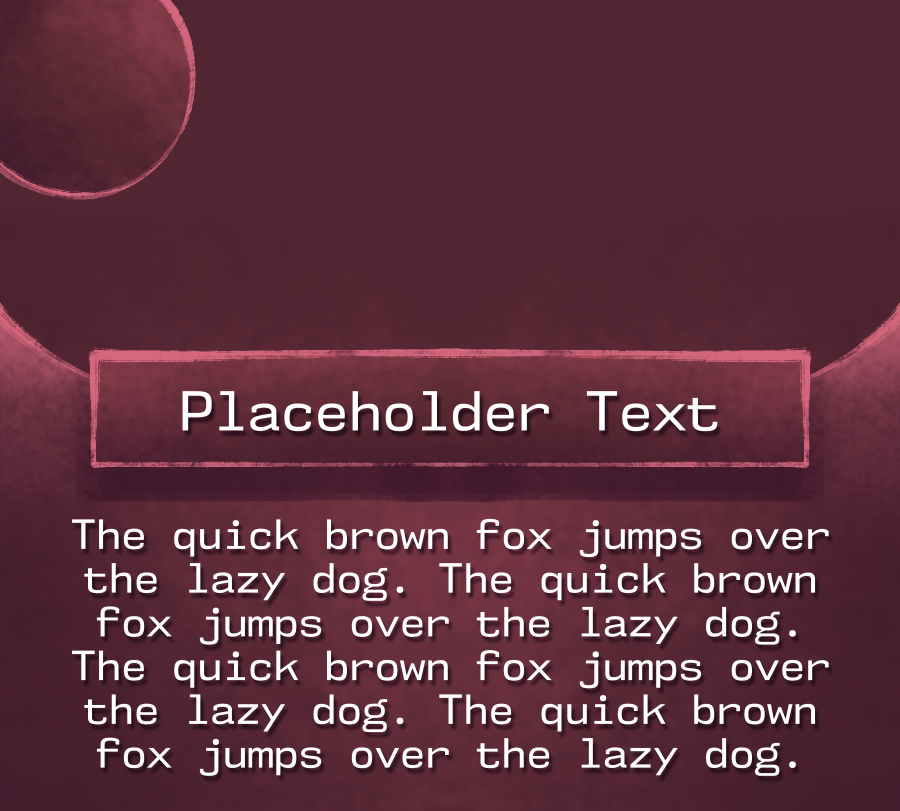 Placeholder Text
The quick brown fox jumps over
the lazy dog. The quick brown
fox jumps over the lazy dog.
The quick brown fox jumps over
the lazy dog. The quick brown
fox jumps over the lazy dog.